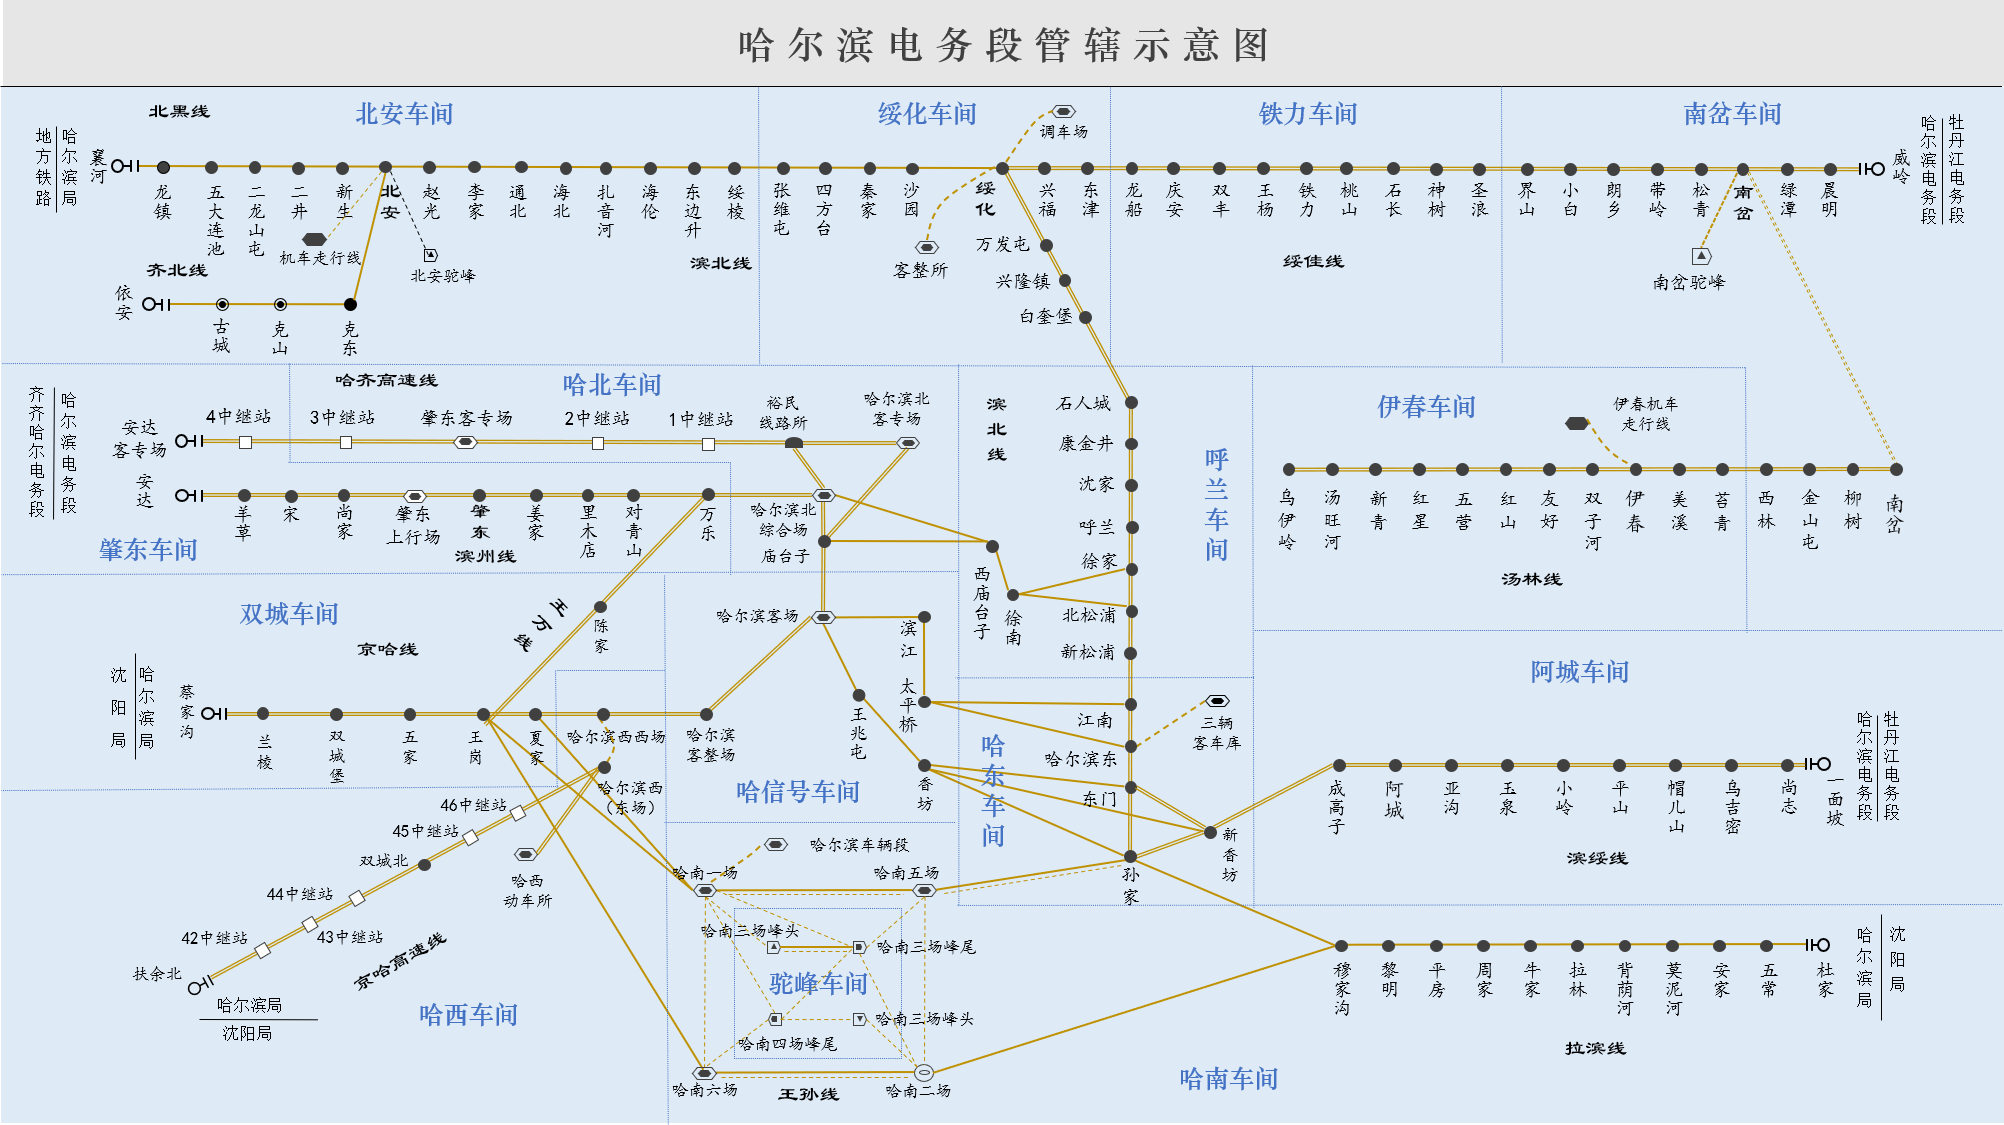 哈尔滨电务段管辖示意图
北黑线
北安车间
绥化车间
铁力车间
南岔车间
地方铁路
哈尔滨局
襄河
龙镇
五大连池
二龙山屯
二井
新生
北安
赵光
李家
通北
海北
扎音河
海伦
东边升
绥棱
张维屯
四方台
秦家
沙园
绥化
调车场
兴福
东津
龙船
庆安
双丰
王杨
铁力
桃山
石长
神树
圣浪
界山
小白
朗乡
带岭
松青
南岔
绿潭
晨明
威岭
哈尔滨电务段
牡丹江电务段
机车走行线
北安驼峰
齐北线
滨北线
客整所
万发屯
兴隆镇
白奎堡
绥佳线
南岔驼峰
依安
古城
克山
克东
哈齐高速线
哈北车间
齐齐哈尔电务段
哈尔滨电务段
安达
客专场
4中继站
3中继站
肇东客专场
2中继站
1中继站
裕民
线路所
哈尔滨北
客专场
安达
羊草
宋
尚家
肇东
上行场
肇东
姜家
里木店
对青山
万乐
哈尔滨北
综合场
庙台子
肇东车间
滨州线
滨北线
石人城
康金井
沈家
呼兰
徐家
北松浦
新松浦
呼兰车间
西庙台子
徐南
伊春车间
伊春机车
走行线
乌伊岭
汤旺河
新青
红星
五营
红山
友好
双子河
伊春
美溪
苔青
西林
金山屯
柳树
南岔
汤林线
双城车间
京哈线
王万线
陈家
沈阳局
哈尔滨局
蔡家沟
兰棱
双城堡
五家
王岗
夏家
哈尔滨西西场
哈尔滨
客整场
哈尔滨客场
滨江
太平桥
王兆屯
香坊
哈信号车间
哈东车间
江南
哈尔滨东
东门
三辆
客车库
新香坊
孙家
阿城车间
成高子
阿城
亚沟
玉泉
小岭
平山
帽儿山
乌吉密
尚志
一面坡
哈尔滨电务段
牡丹江电务段
滨绥线
哈尔滨西
（东场）
46中继站
45中继站
双城北
44中继站
43中继站
42中继站
扶余北
哈西
动车所
京哈高速线
哈尔滨局
沈阳局
哈西车间
哈尔滨车辆段
哈南一场
哈南五场
哈南三场峰头
哈南三场峰尾
驼峰车间
哈南三场峰头
哈南四场峰尾
哈南六场
王孙线
哈南二场
穆家沟
黎明
平房
周家
牛家
拉林
背荫河
莫泥河
安家
五常
杜家
哈尔滨局
沈阳局
拉滨线
哈南车间